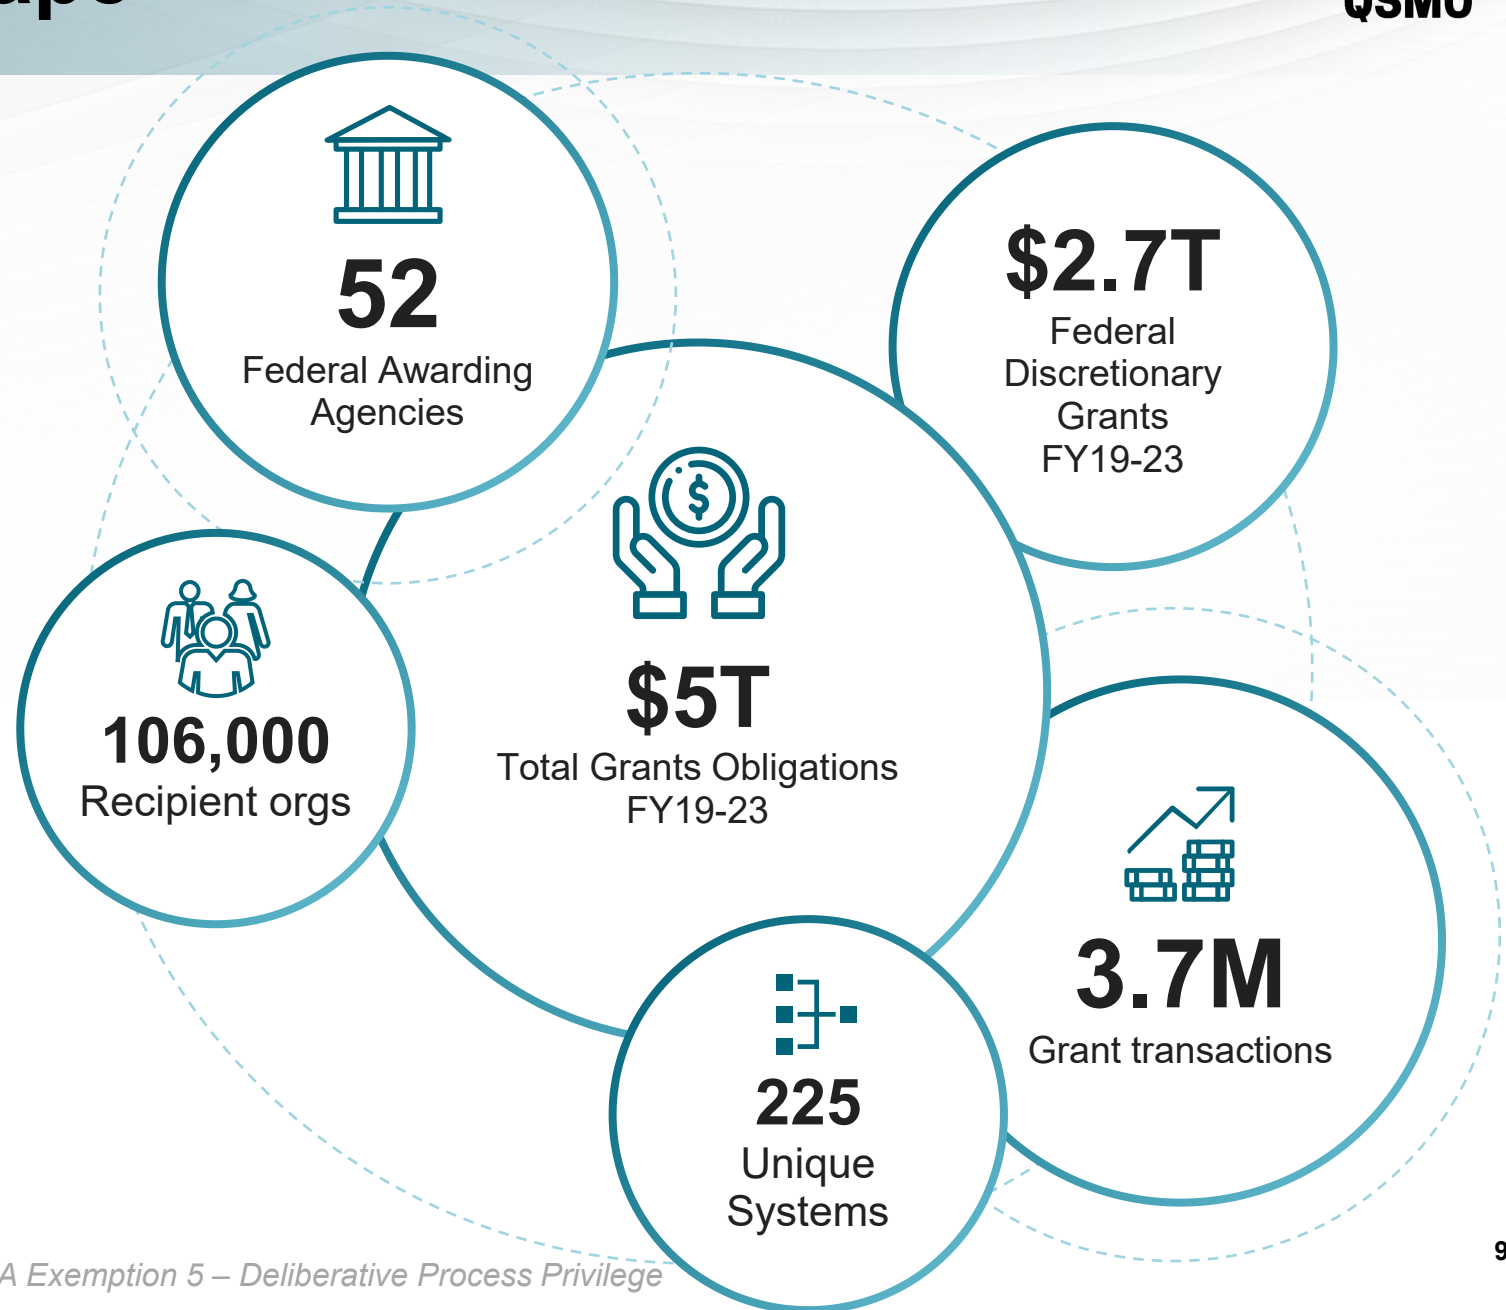 QSMO
52
Federal Awarding
Agencies
$2.7T
Federal
Discretionary
Grants
FY19-23
$5T
Total Grants Obligations
FY19-23
106,000
Recipient orgs
3.7M
Grant transactions
225
Unique
Systems
A Exemption 5 – Deliberative Process Privilege
9